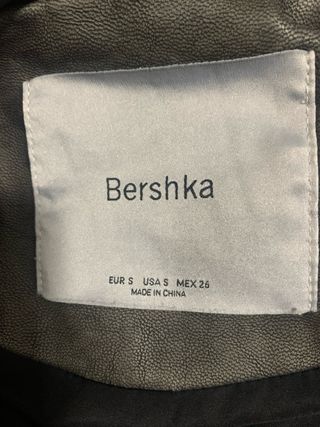 Bershka
EUR S USA S MEX 26
MADE IN CHINA